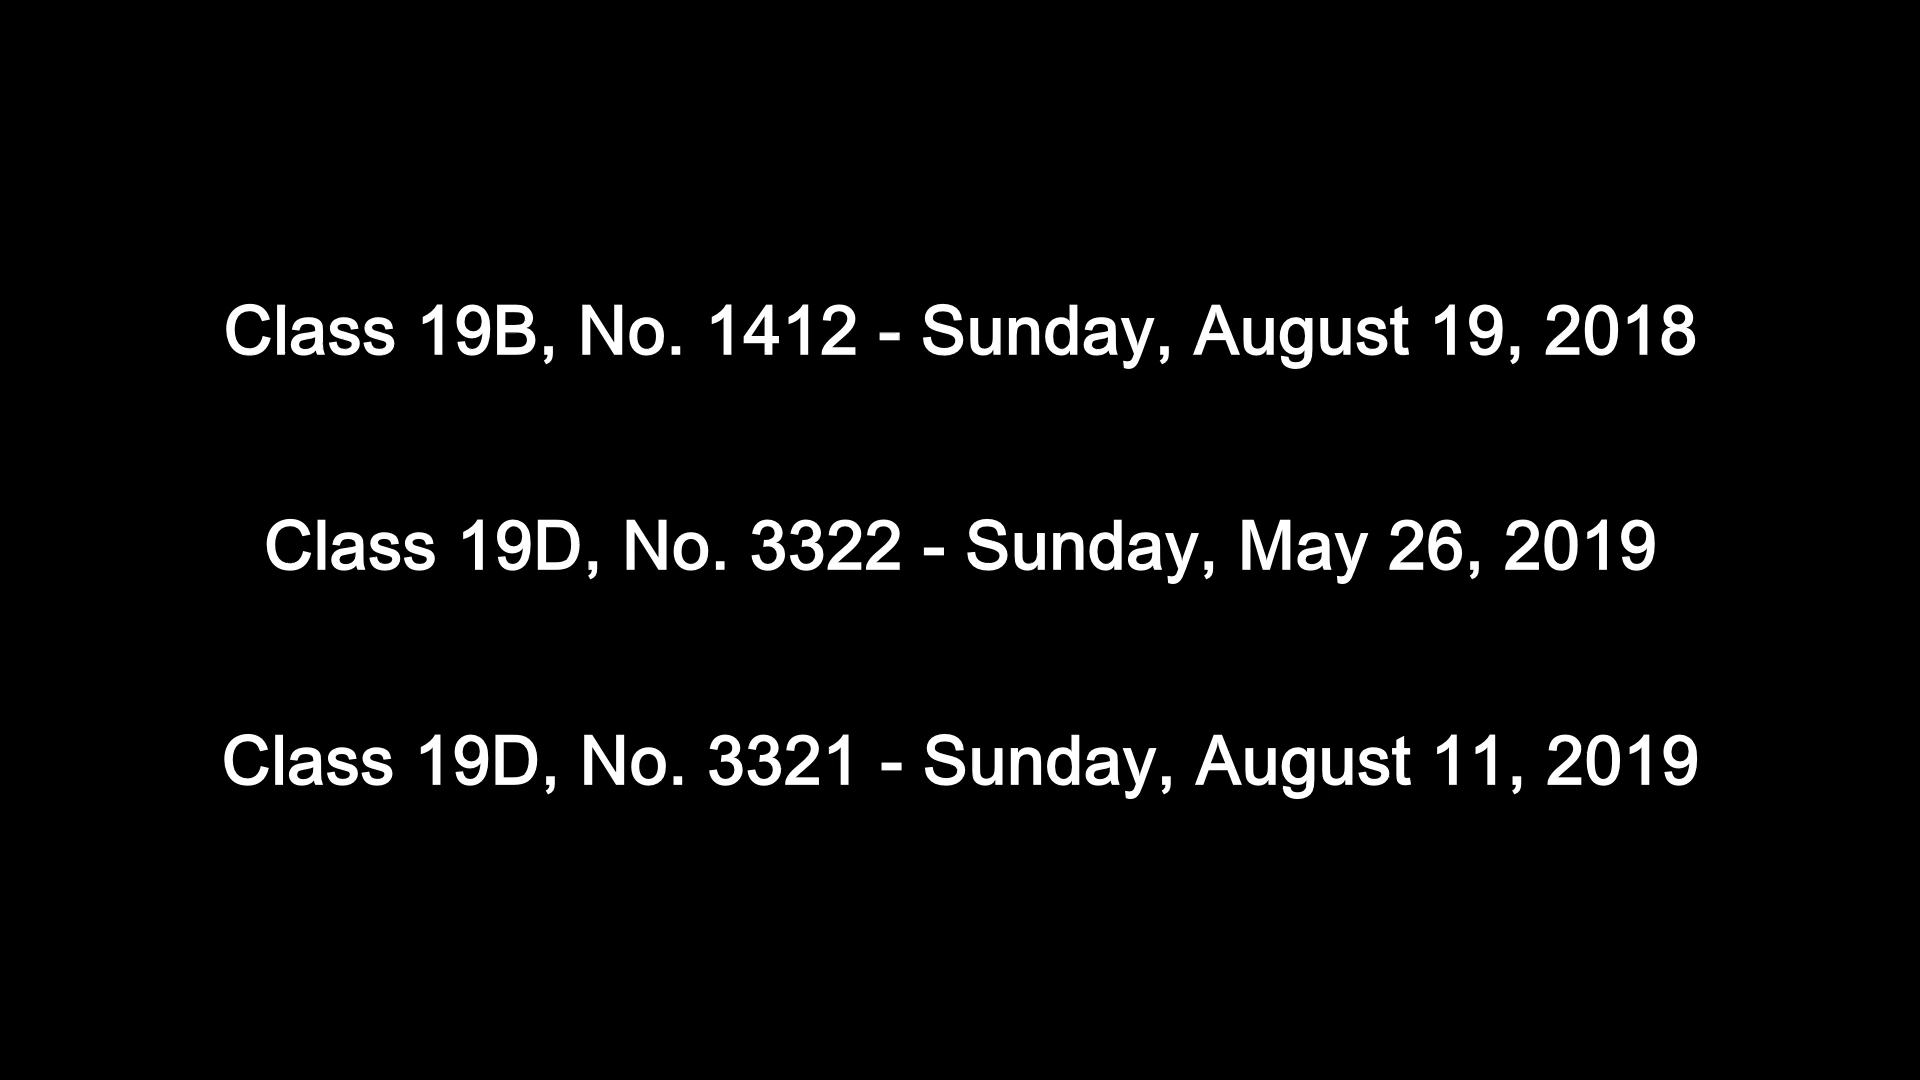 Class 19B, No. 1412 - Sunday, August 19, 2018
Class 19D, No. 3322 - Sunday, May 26, 2019
Class 19D, No. 3321 - Sunday, August 11, 2019